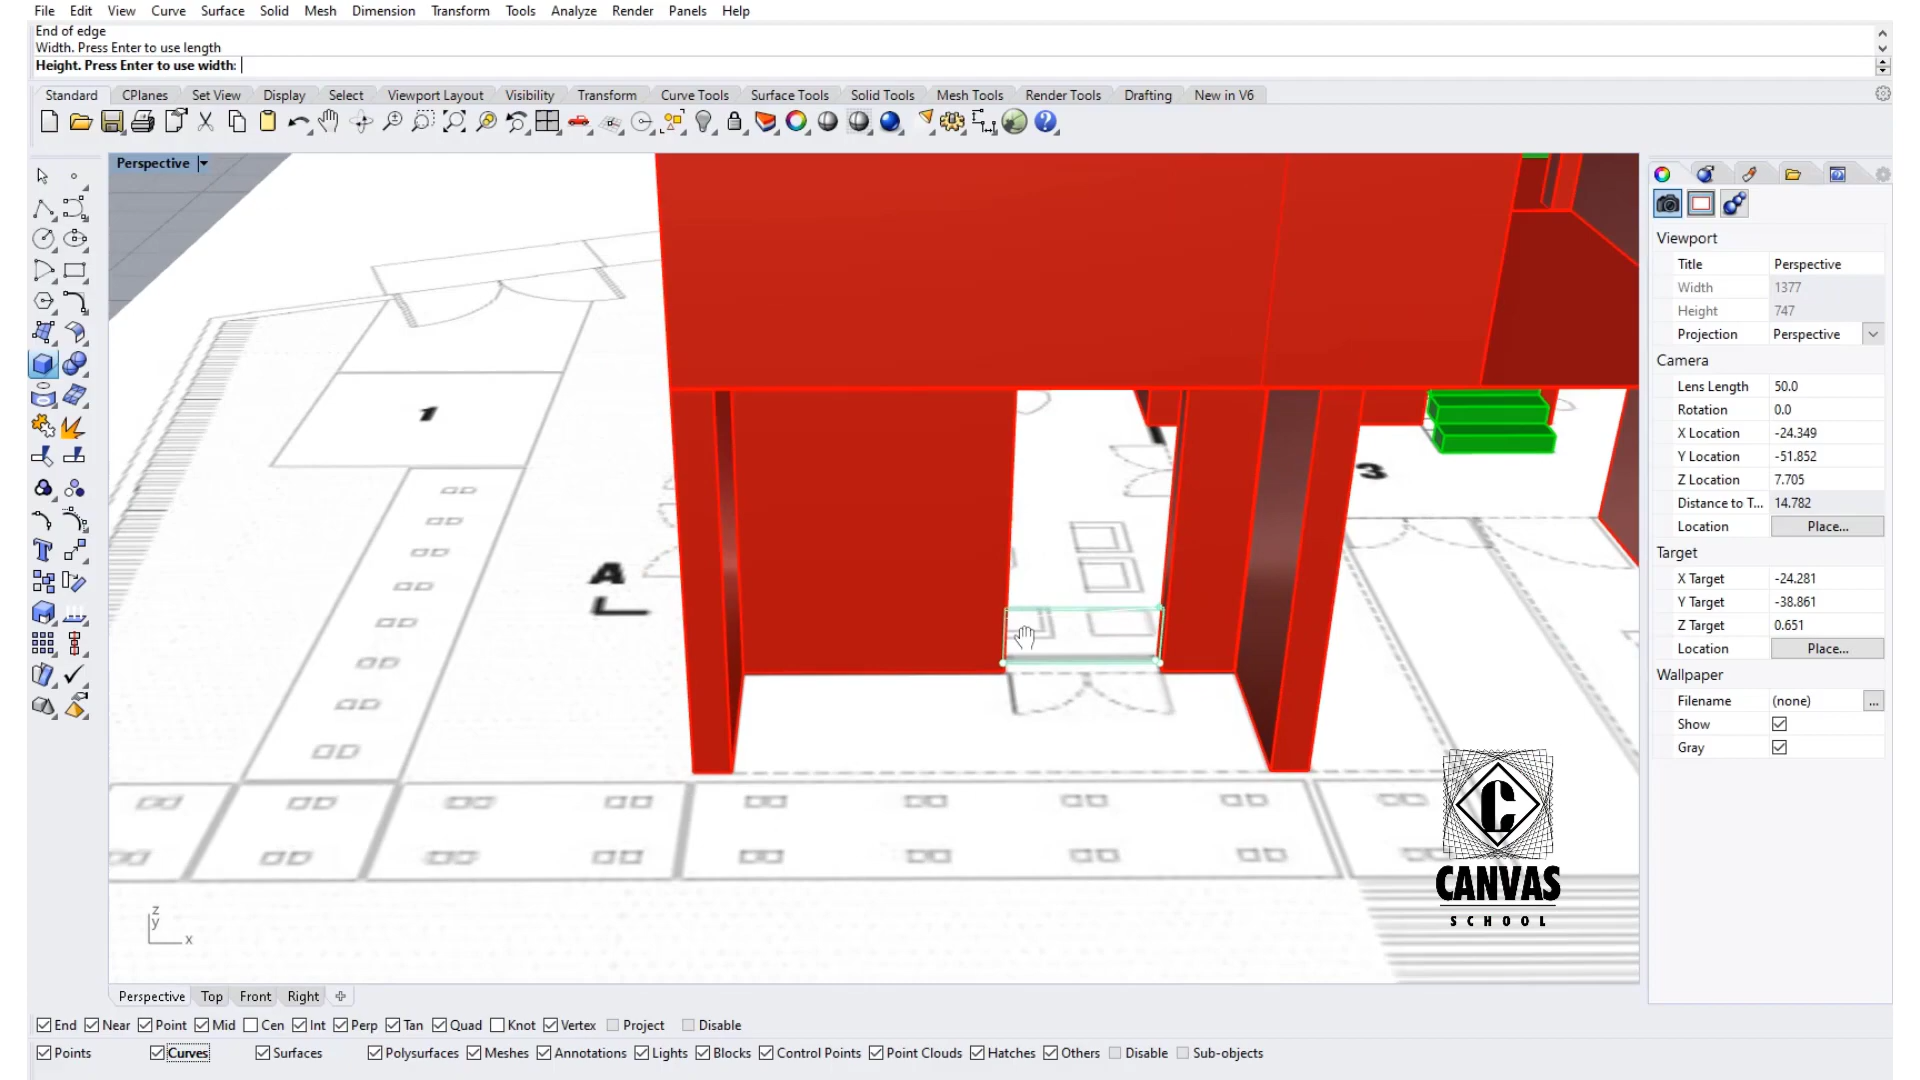 File Edit View Curve Surface Solid Mesh Dimension Transform Tools Analyze Render Panels Help
End of edge
Width. Press Enter to use length
Height. Press Enter to use width:
Standard CPlanes Set View Display Select Viewport Layout Visibility Transform Curve Tools Surface Tools Solid Tools Mesh Tools Render Tools Drafting New in V6
Perspective
1
A
3
z
y
x
CANVAS
SCHOOL
Viewport
Title Perspective
Width 1377
Height 747
Projection Perspective
Camera
Lens Length 50.0
Rotation 0.0
X Location -24.349
Y Location -51.852
Z Location 7.705
Distance to T... 14.782
Location Place...
Target
X Target -24.281
Y Target -38.861
Z Target 0.651
Location Place...
Wallpaper
Filename (none) ...
Show
Gray
Perspective Top Front Right
End Near Point Mid Cen Int Perp Tan Quad Knot Vertex Project Disable
Points Curves Surfaces Polysurfaces Meshes Annotations Lights Blocks Control Points Point Clouds Hatches Others Disable Sub-objects